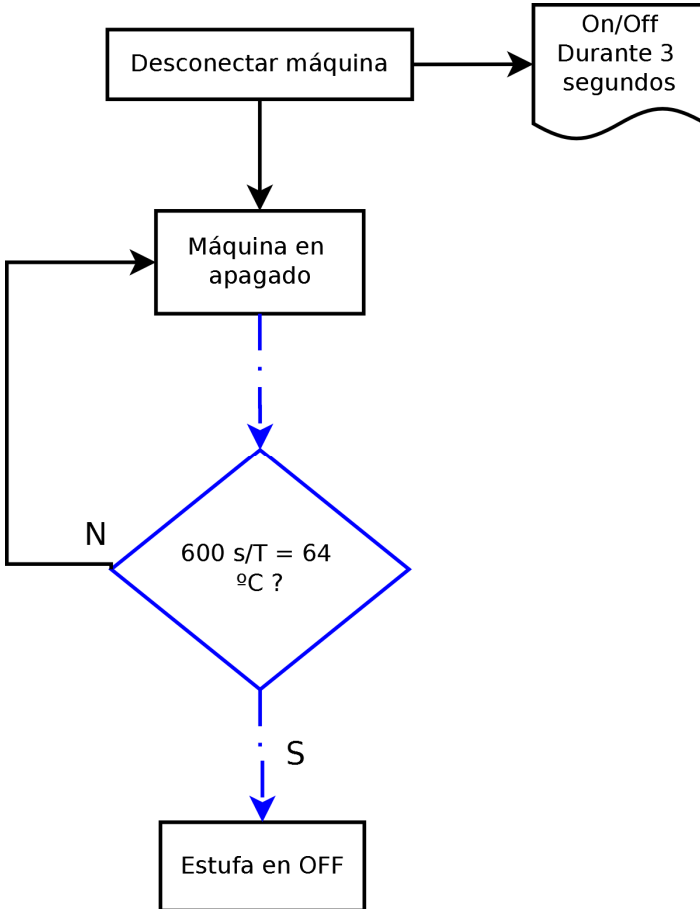 Desconectar máquina
On/Off
Durante 3
segundos
Máquina en
apagado
N
600 s/T = 64
ºC ?
S
Estufa en OFF